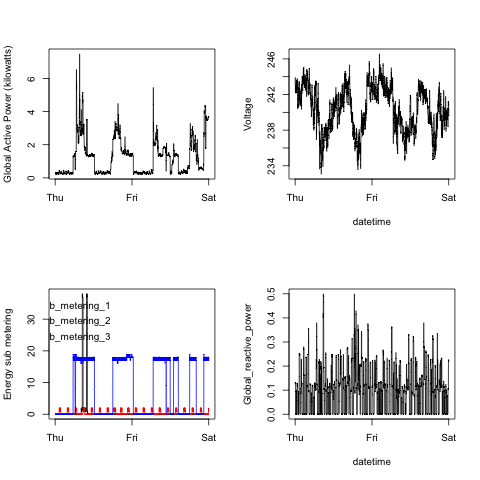 Global Active Power (kilowatts)
0 2 4 6
Thu Fri Sat
Voltage
234 238 242 246
Thu Fri Sat
datetime
Energy sub metering
0 10 20 30
b_metering_1
b_metering_2
b_metering_3
Thu Fri Sat
Global_reactive_power
0.0 0.1 0.2 0.3 0.4 0.5
Thu Fri Sat
datetime